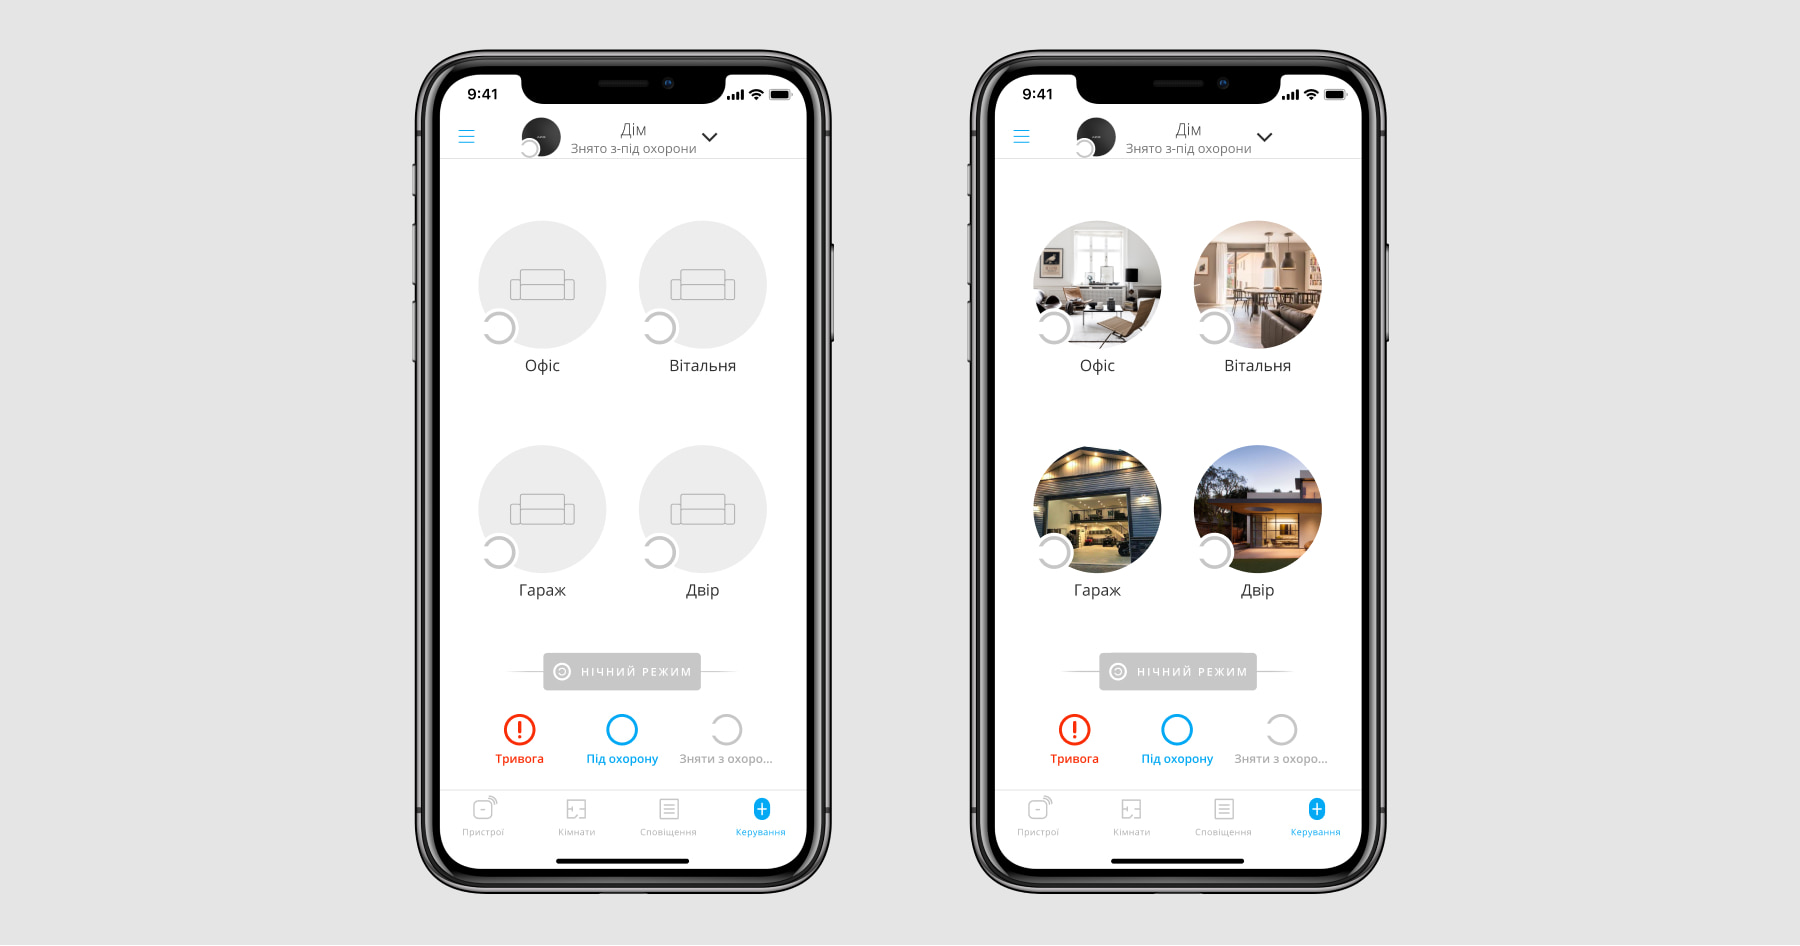 9:41
Дім
Знято з-під охорони
Офіс
Вітальня
Гараж
Двір
НІЧНИЙ РЕЖИМ
Тривога
Під охорону
Зняти з охоро...
Пристрої
Кімнати
Сповіщення
Керування
9:41
Дім
Знято з-під охорони
Офіс
Вітальня
Гараж
Двір
НІЧНИЙ РЕЖИМ
Тривога
Під охорону
Зняти з охоро...
Пристрої
Кімнати
Сповіщення
Керування